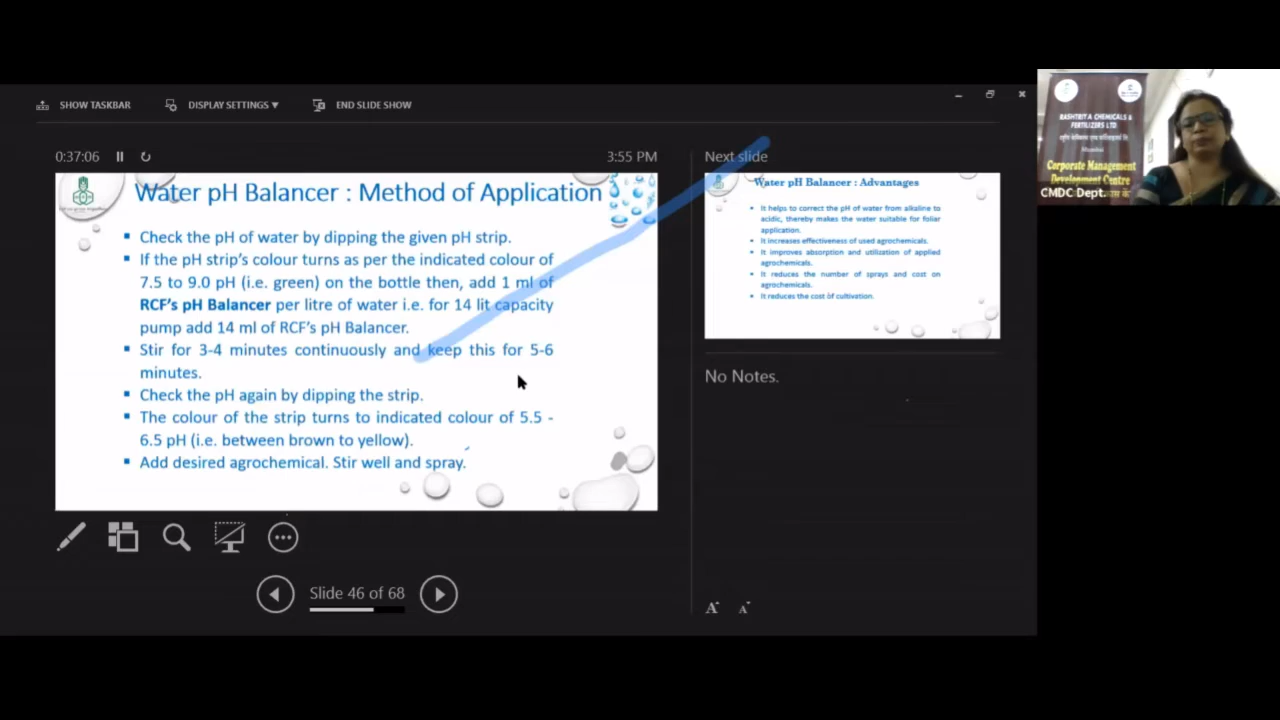 SHOW TASKBAR DISPLAY SETTINGS ▼ END SLIDE SHOW
0:37:06 3:55 PM
Water pH Balancer : Method of Application
▪ Check the pH of water by dipping the given pH strip.
▪ If the pH strip's colour turns as per the indicated colour of
7.5 to 9.0 pH (i.e. green) on the bottle then, add 1 ml of
RCF's pH Balancer per litre of water i.e. for 14 lit capacity
pump add 14 ml of RCF's pH Balancer.
▪ Stir for 3-4 minutes continuously and keep this for 5-6
minutes.
▪ Check the pH again by dipping the strip.
▪ The colour of the strip turns to indicated colour of 5.5 -
6.5 pH (i.e. between brown to yellow).
▪ Add desired agrochemical. Stir well and spray.
Slide 46 of 68
Next slide
Water pH Balancer : Advantages
▪ It helps to correct the pH of water from alkaline to
acidic, thereby makes the water suitable for foliar
application.
▪ It increases effectiveness of used agrochemicals.
▪ It improves absorption and utilization of applied
agrochemicals.
▪ It reduces the number of sprays and cost on
agrochemicals.
▪ It reduces the cost of cultivation.
No Notes.
A A
RASHTRIYA CHEMICALS &
FERTILIZERS LTD
Mumbai
Corporate Management
Development Centre
CMDC Dept.